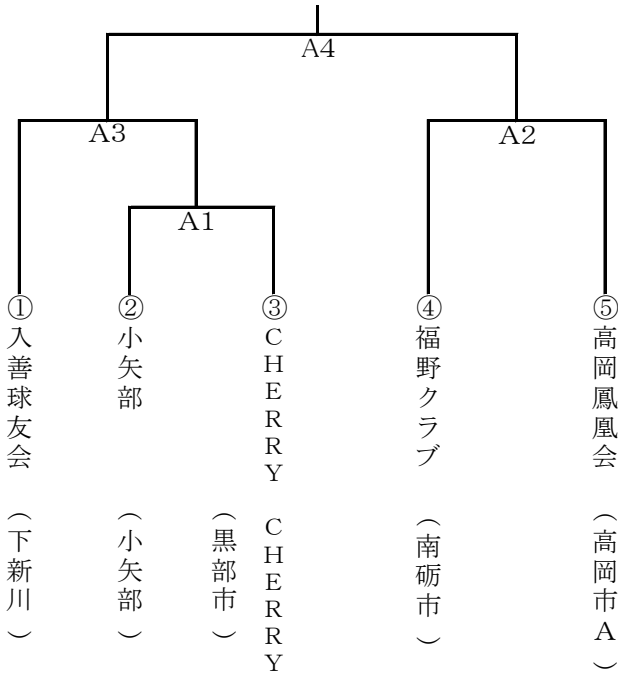 A4
A3
A2
A1
①入善球友会（下新川）
②小矢部（小矢部）
③CHERRY CHERRY
（黒部市）
④福野クラブ（南砺市）
⑤高岡鳳凰会（高岡市A）